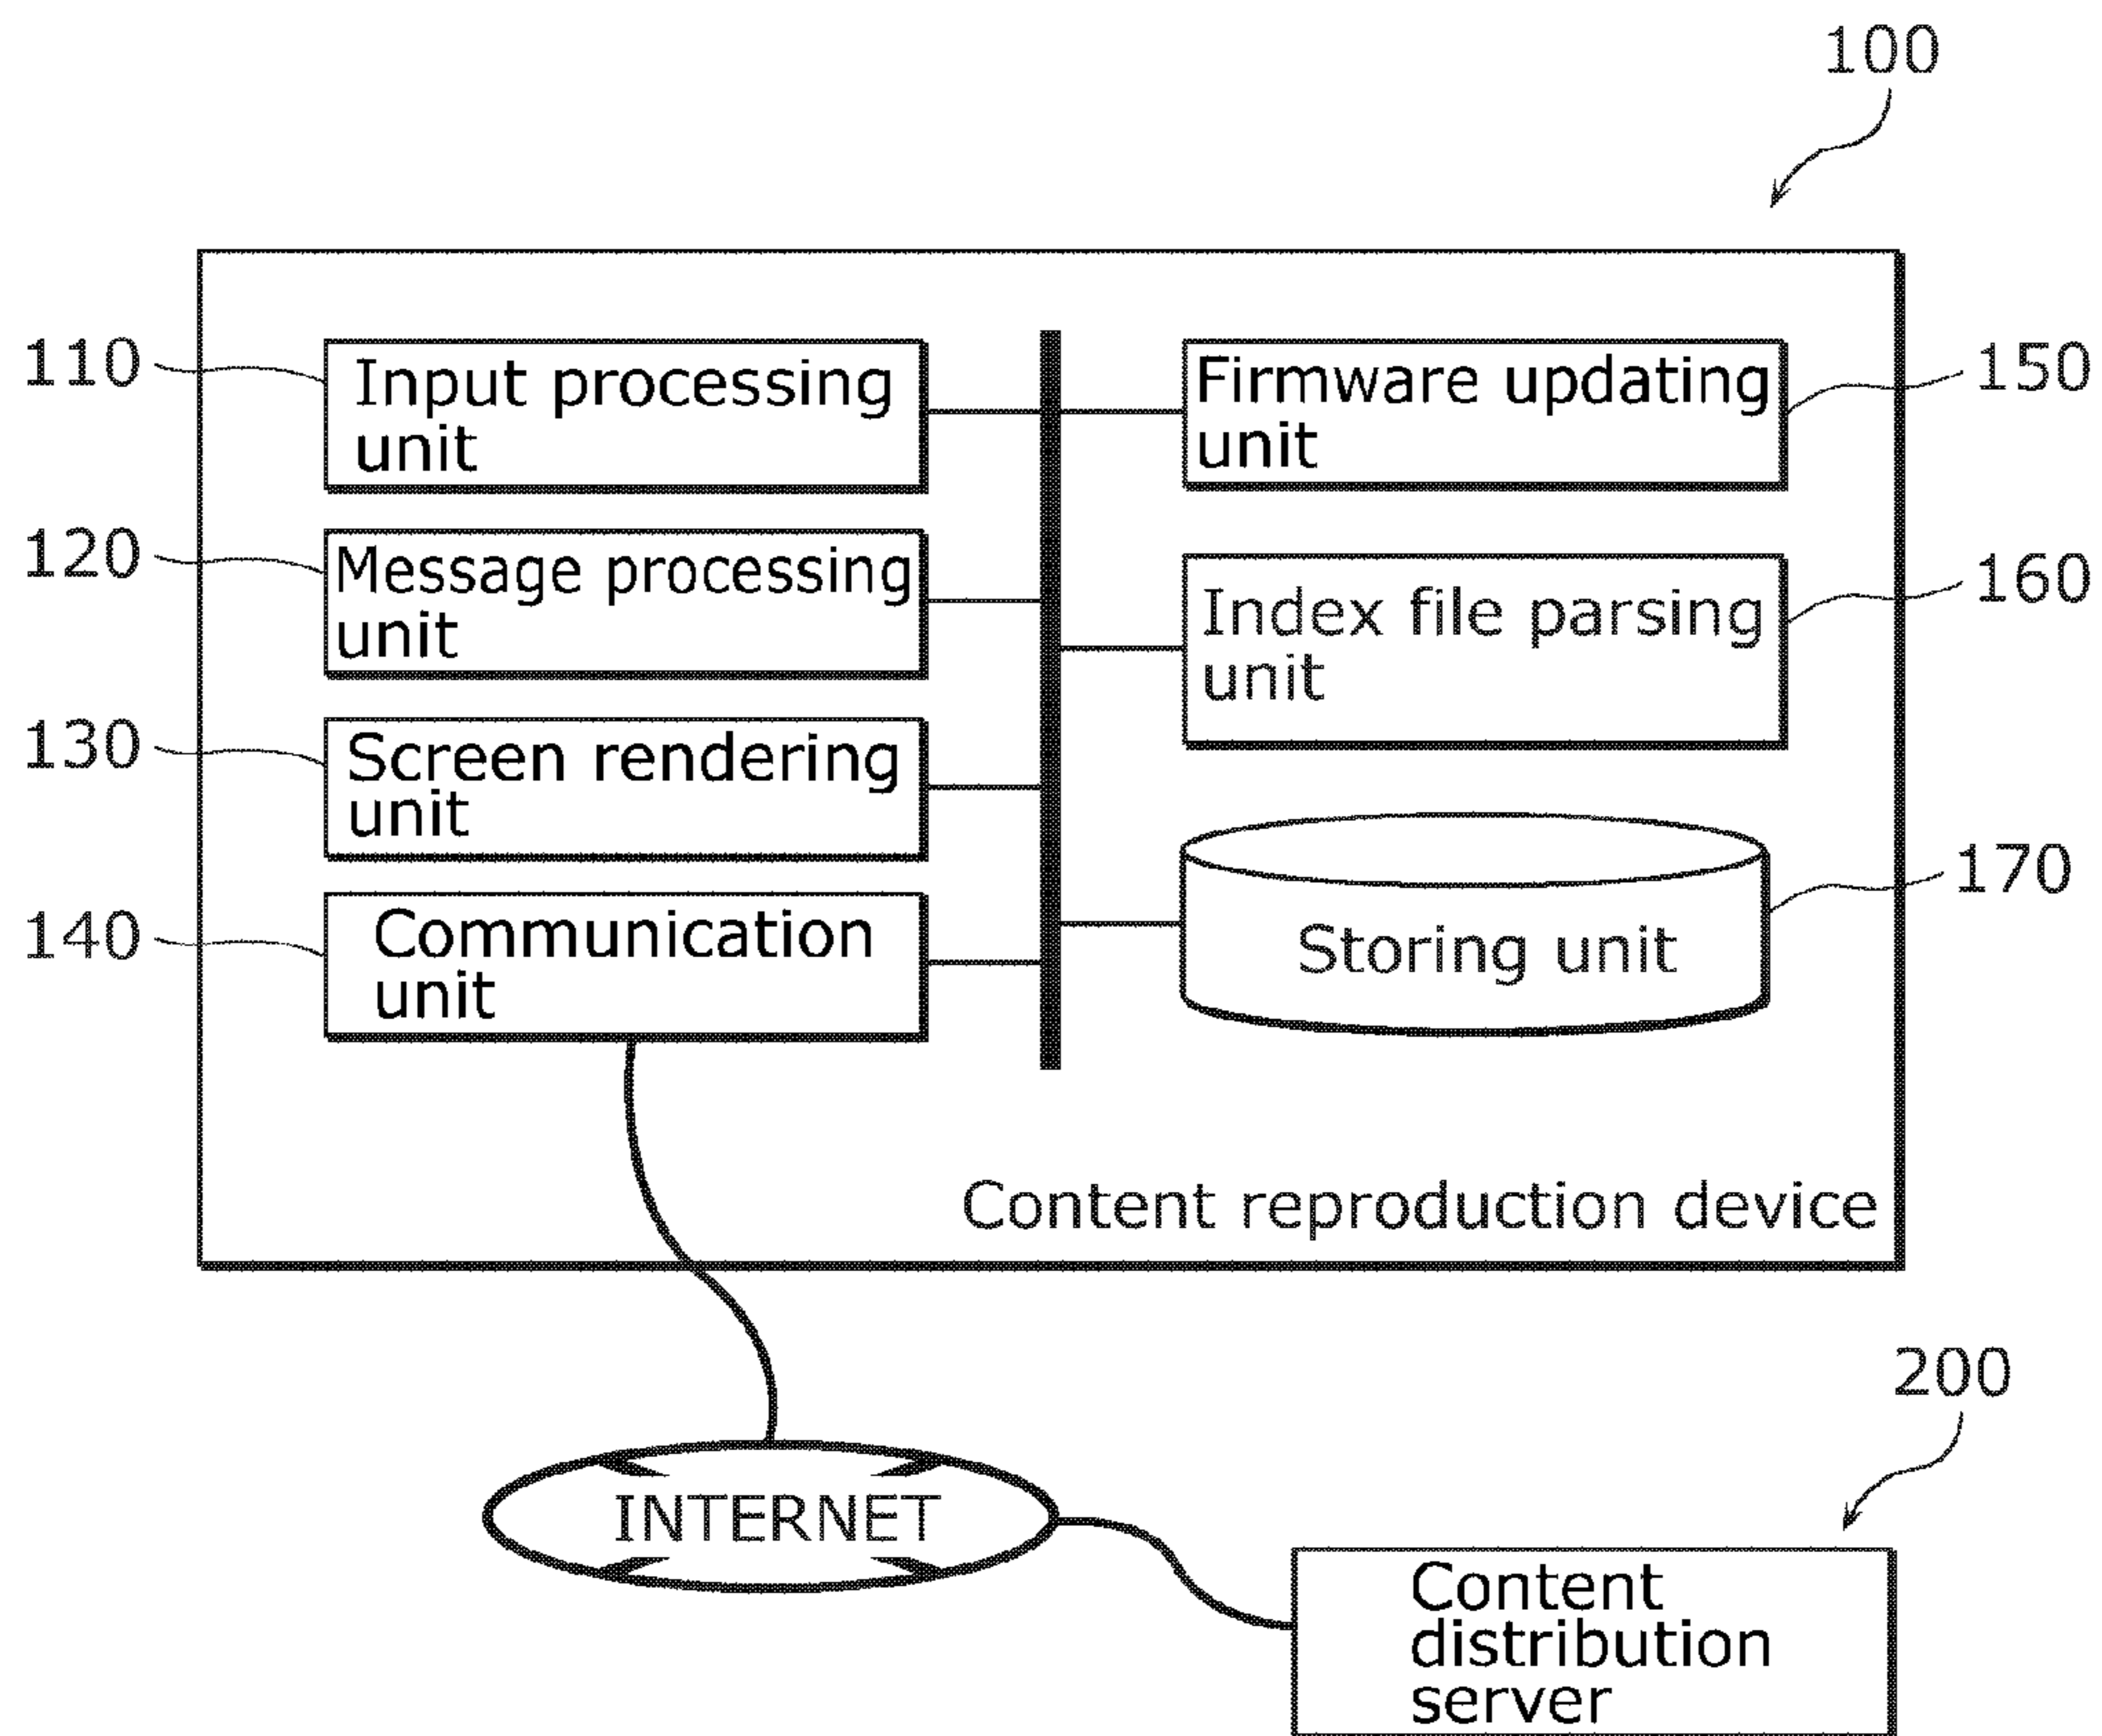 100
110
Input processing
unit
Firmware updating
unit
150
120
Message processing
unit
Index file parsing
unit
160
130
Screen rendering
unit
170
Storing unit
140
Communication
unit
Content reproduction device
200
INTERNET
Content
distribution
server